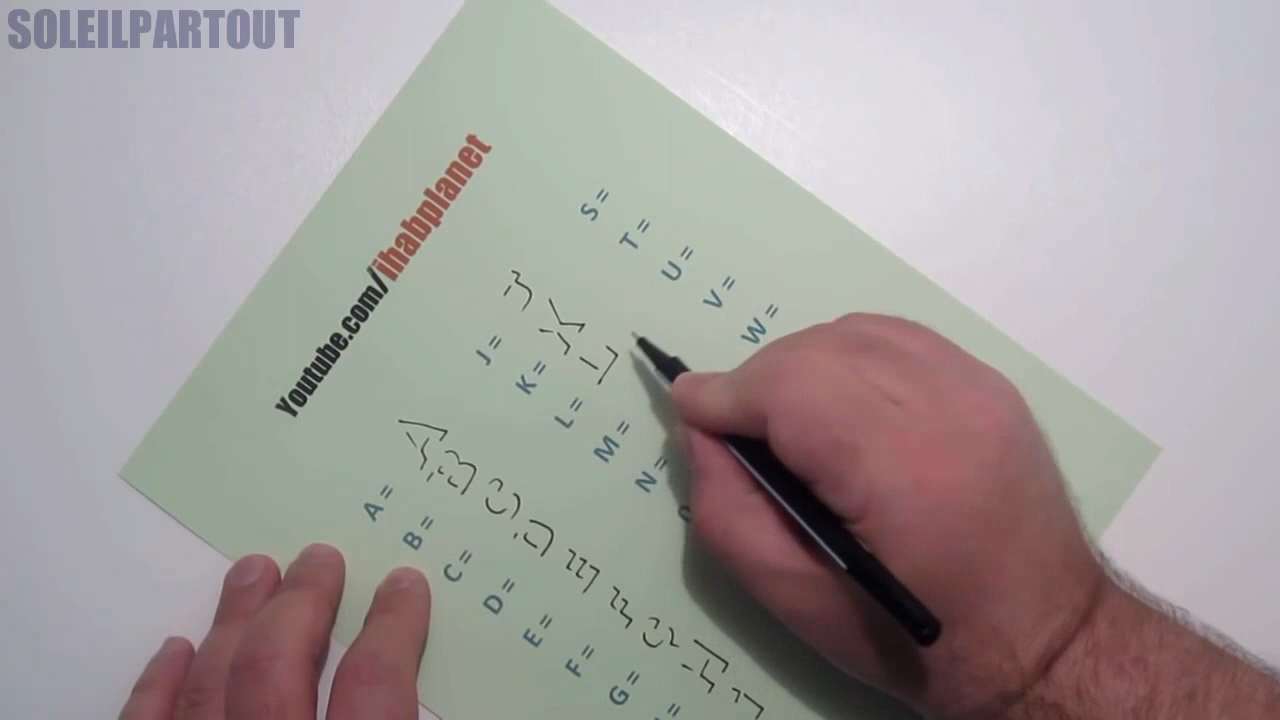 SOLEILPARTOUT
Youtube.com/ihabplanet
A=
B=
C=
D=
E=
F=
G=
J=
K=
L=
M=
N=
S=
T=
U=
V=
W=